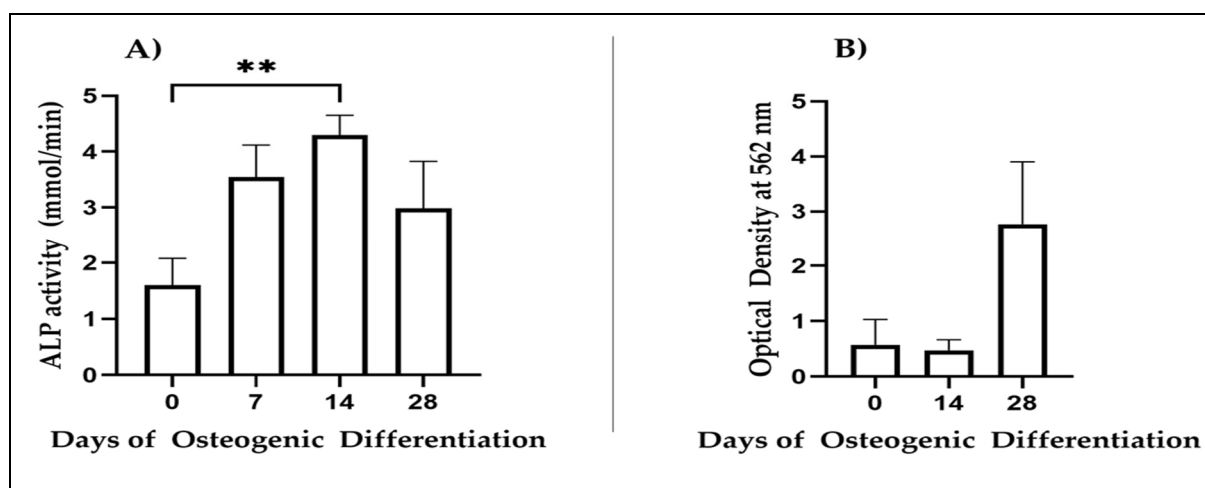 A)
**
ALP activity (mmol/min)
5
4
3
2
1
0
0 7 14 28
Days of Osteogenic Differentiation
B)
Optical Density at 562 nm
5
4
3
2
1
0
0 14 28
Days of Osteogenic Differentiation